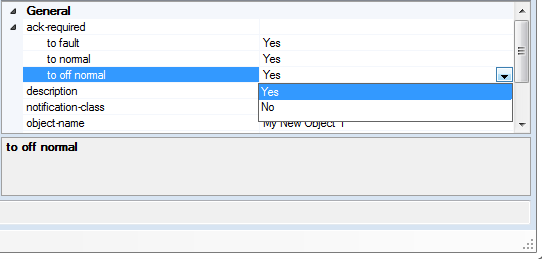 General
ack-required
to fault Yes
to normal Yes
to off normal Yes
description Yes
notification-class No
object-name My New Object 1
to off normal